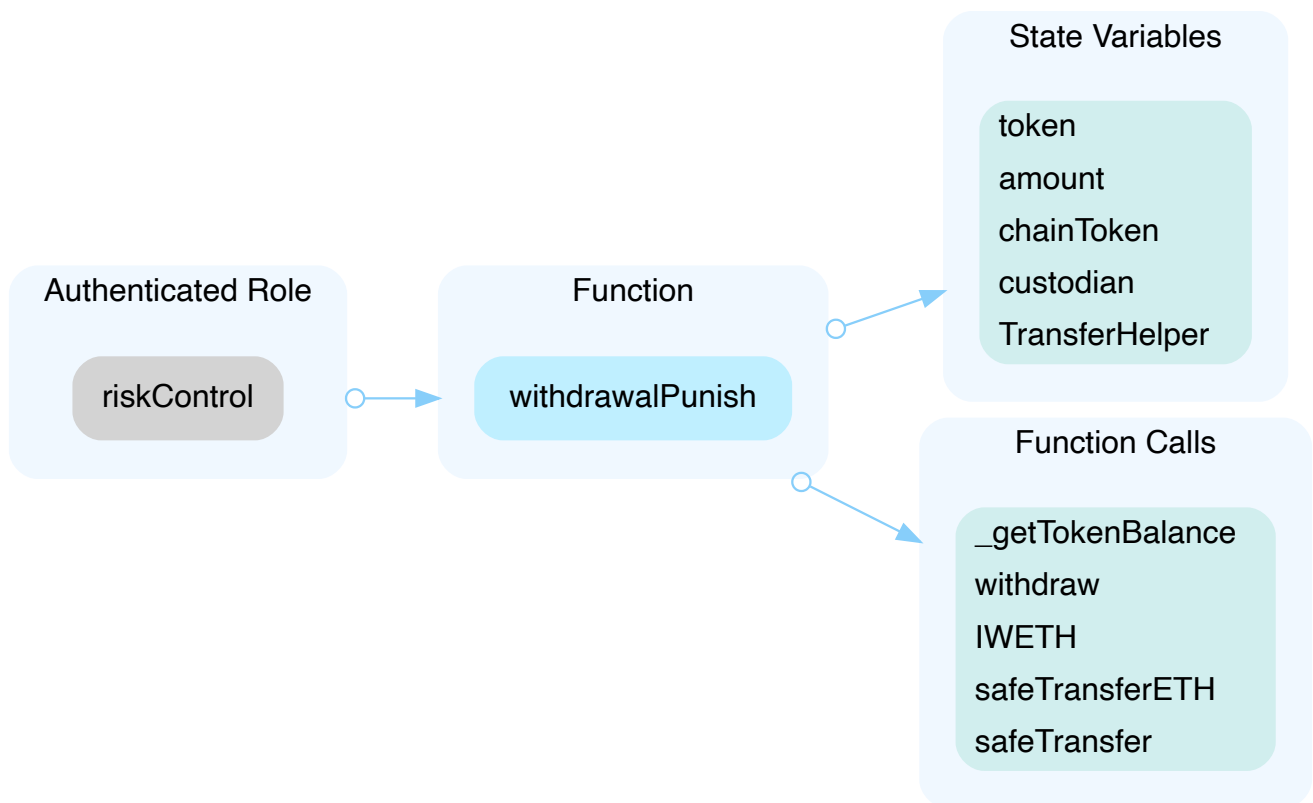 Authenticated Role
riskControl
Function
withdrawalPunish
State Variables
token
amount
chainToken
custodian
TransferHelper
Function Calls
_getTokenBalance
withdraw
IWETH
safeTransferETH
safeTransfer